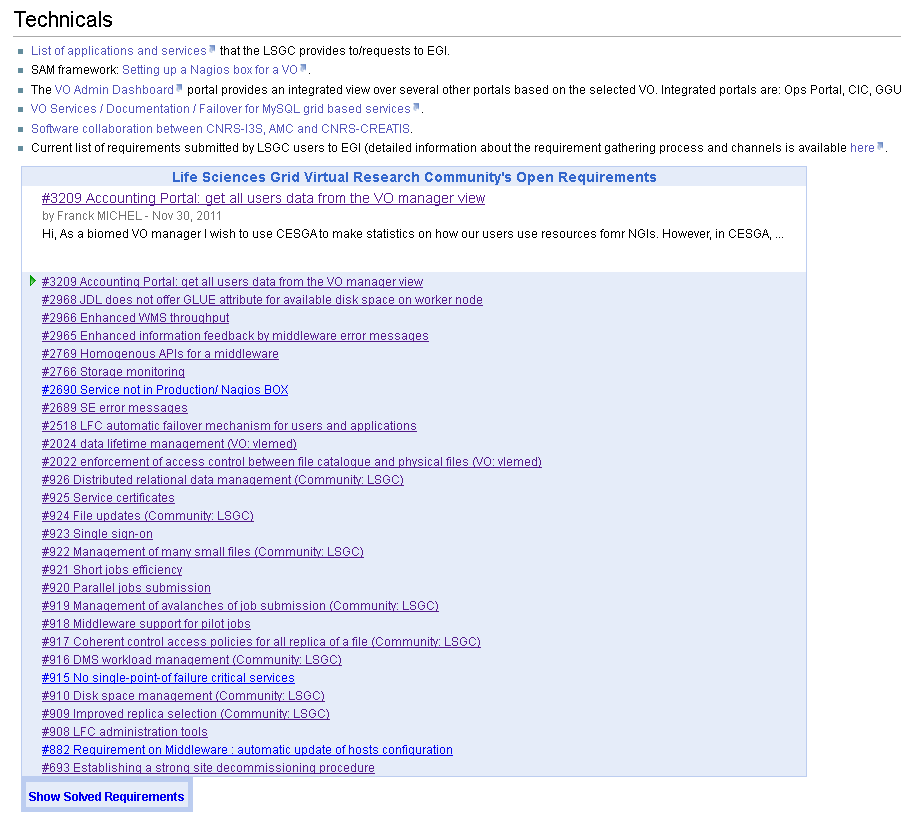 Technicals
List of applications and services that the LSGC provides to/requests to EGI.
SAM framework: Setting up a Nagios box for a VO.
The VO Admin Dashboard portal provides an integrated view over several other portals based on the selected VO. Integrated portals are: Ops Portal, CIC, GGU
VO Services / Documentation / Failover for MySQL grid based services.
Software collaboration between CNRS-I3S, AMC and CNRS-CREATIS.
Current list of requirements submitted by LSGC users to EGI (detailed information about the requirement gathering process and channels is available here.
Life Sciences Grid Virtual Research Community's Open Requirements
#3209 Accounting Portal: get all users data from the VO manager view
by Franck MICHEL - Nov 30, 2011
Hi, As a biomed VO manager I wish to use CESGA to make statistics on how our users use resources fomr NGIs. However, in CESGA, ...
#3209 Accounting Portal: get all users data from the VO manager view
#2968 JDL does not offer GLUE attribute for available disk space on worker node
#2966 Enhanced WMS throughput
#2965 Enhanced information feedback by middleware error messages
#2769 Homogenous APIs for a middleware
#2766 Storage monitoring
#2690 Service not in Production/ Nagios BOX
#2689 SE error messages
#2518 LFC automatic failover mechanism for users and applications
#2024 data lifetime management (VO: vlemed)
#2022 enforcement of access control between file catalogue and physical files (VO: vlemed)
#926 Distributed relational data management (Community: LSGC)
#925 Service certificates
#924 File updates (Community: LSGC)
#923 Single sign-on
#922 Management of many small files (Community: LSGC)
#921 Short jobs efficiency
#920 Parallel jobs submission
#919 Management of avalanches of job submission (Community: LSGC)
#918 Middleware support for pilot jobs
#917 Coherent control access policies for all replica of a file (Community: LSGC)
#916 DMS workload management (Community: LSGC)
#915 No single-point-of failure critical services
#910 Disk space management (Community: LSGC)
#909 Improved replica selection (Community: LSGC)
#908 LFC administration tools
#882 Requirement on Middleware : automatic update of hosts configuration
#693 Establishing a strong site decommissioning procedure
Show Solved Requirements